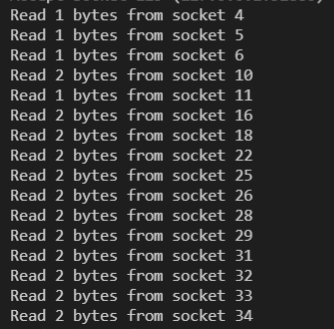 Read 1 bytes from socket 4
Read 1 bytes from socket 5
Read 1 bytes from socket 6
Read 2 bytes from socket 10
Read 1 bytes from socket 11
Read 2 bytes from socket 16
Read 2 bytes from socket 18
Read 2 bytes from socket 22
Read 2 bytes from socket 25
Read 2 bytes from socket 26
Read 2 bytes from socket 28
Read 2 bytes from socket 29
Read 2 bytes from socket 31
Read 2 bytes from socket 32
Read 2 bytes from socket 33
Read 2 bytes from socket 34